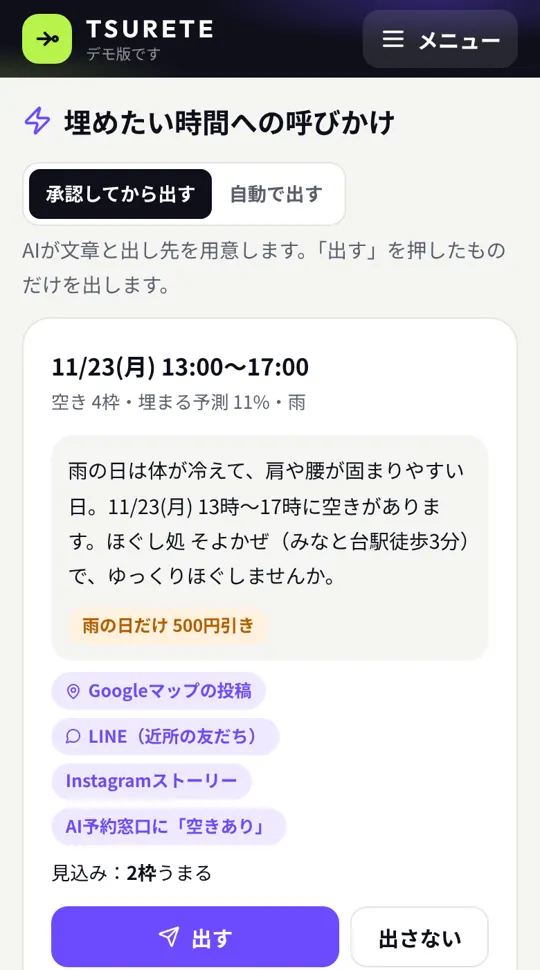 TSURETE
デモ版です
メニュー
埋めたい時間への呼びかけ
承認してから出す
自動で出す
AIが文章と出し先を用意します。「出す」を押したもの
だけを出します。
11/23(月) 13:00〜17:00
空き 4枠・埋まる予測 11%・雨
雨の日は体が冷えて、肩や腰が固まりやすい
日。11/23(月) 13時〜17時に空きがありま
す。ほぐし処 そよかぜ（みなと台駅徒歩3分）
で、ゆっくりほぐしませんか。
雨の日だけ 500円引き
Googleマップの投稿
LINE（近所の友だち）
Instagramストーリー
AI予約窓口に「空きあり」
見込み：2枠うまる
出す
出さない